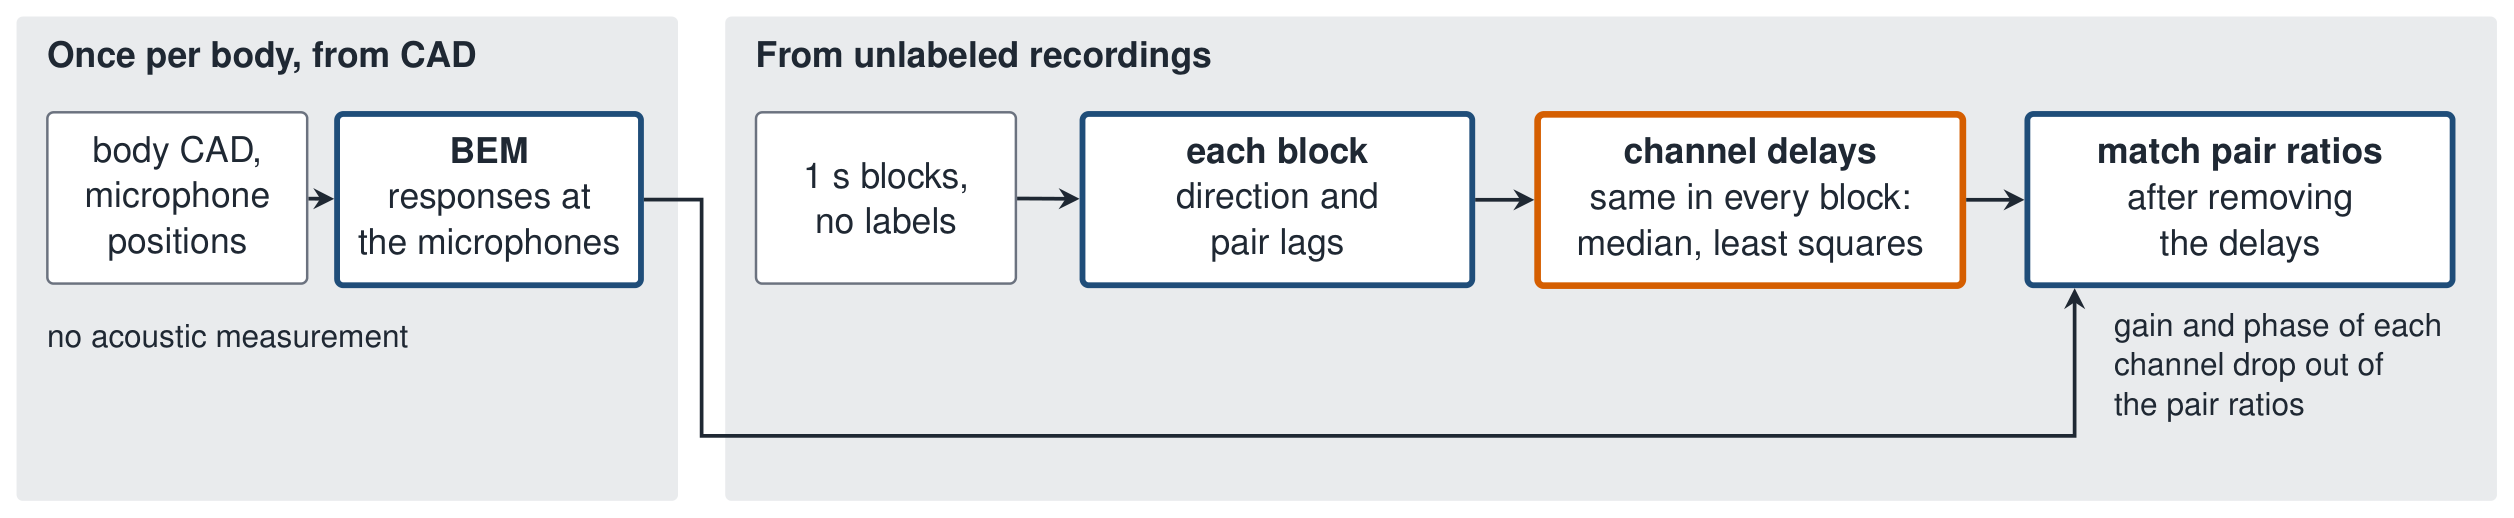 Once per body, from CAD
body CAD,
microphone
positions
BEM
responses at
the microphones
no acoustic measurement
From unlabeled recordings
1 s blocks,
no labels
each block
direction and
pair lags
channel delays
same in every block:
median, least squares
match pair ratios
after removing
the delays
gain and phase of each
channel drop out of
the pair ratios